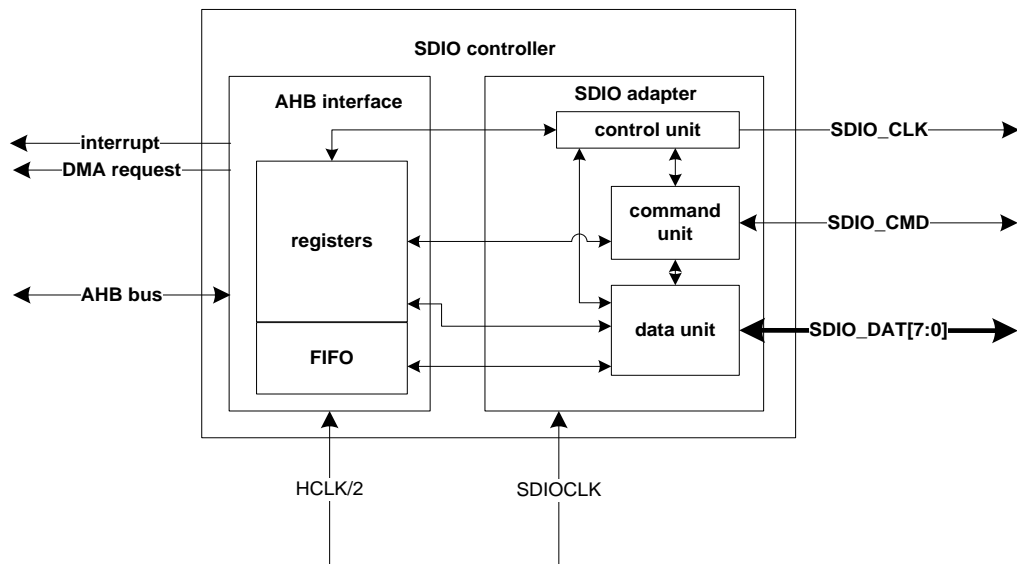 SDIO controller
AHB interface
SDIO adapter
control unit
SDIO_CLK
interrupt
DMA request
command
unit
SDIO_CMD
registers
AHB bus
data unit
SDIO_DAT[7:0]
FIFO
HCLK/2
SDIOCLK